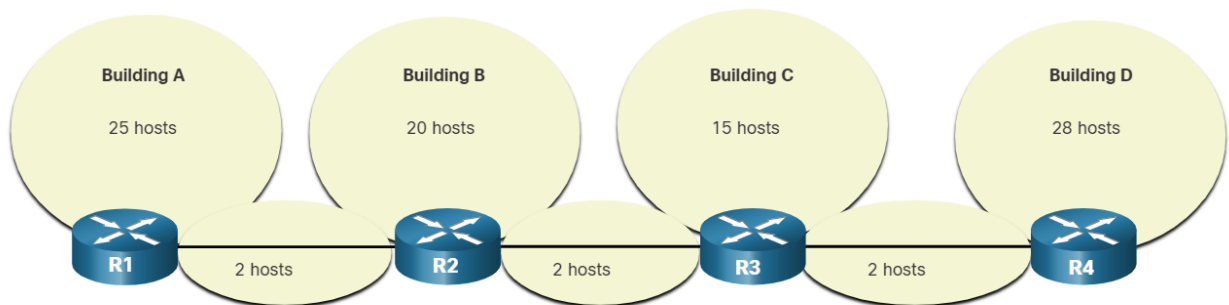 Building A
25 hosts
Building B
20 hosts
Building C
15 hosts
Building D
28 hosts
R1
2 hosts
R2
2 hosts
R3
2 hosts
R4